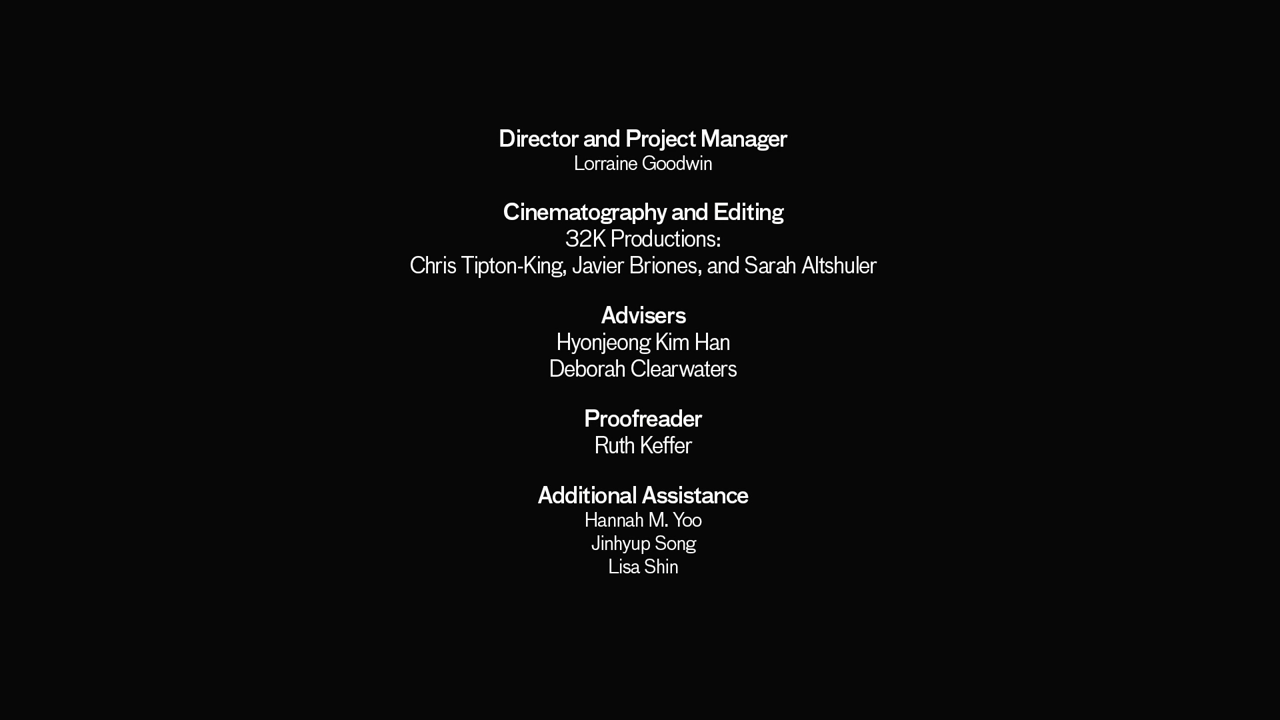 Director and Project Manager
Lorraine Goodwin
Cinematography and Editing
32K Productions:
Chris Tipton-King, Javier Briones, and Sarah Altshuler
Advisers
Hyonjeong Kim Han
Deborah Clearwaters
Proofreader
Ruth Keffer
Additional Assistance
Hannah M. Yoo
Jinhyup Song
Lisa Shin